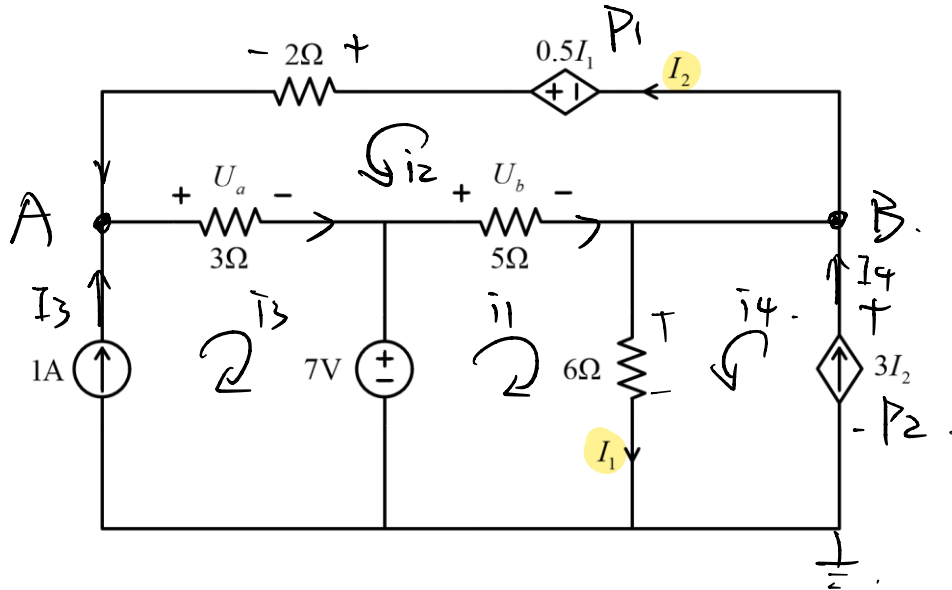 P1
- 2Ω +
0.5I₁
+ -
I₂
i2
A
+ Uₐ -
3Ω
+ U_b -
5Ω
B.
I3
i3
i1
i4.
I4
+
1A
7V
+
-
6Ω
+
-
3I₂
- P2.
I₁